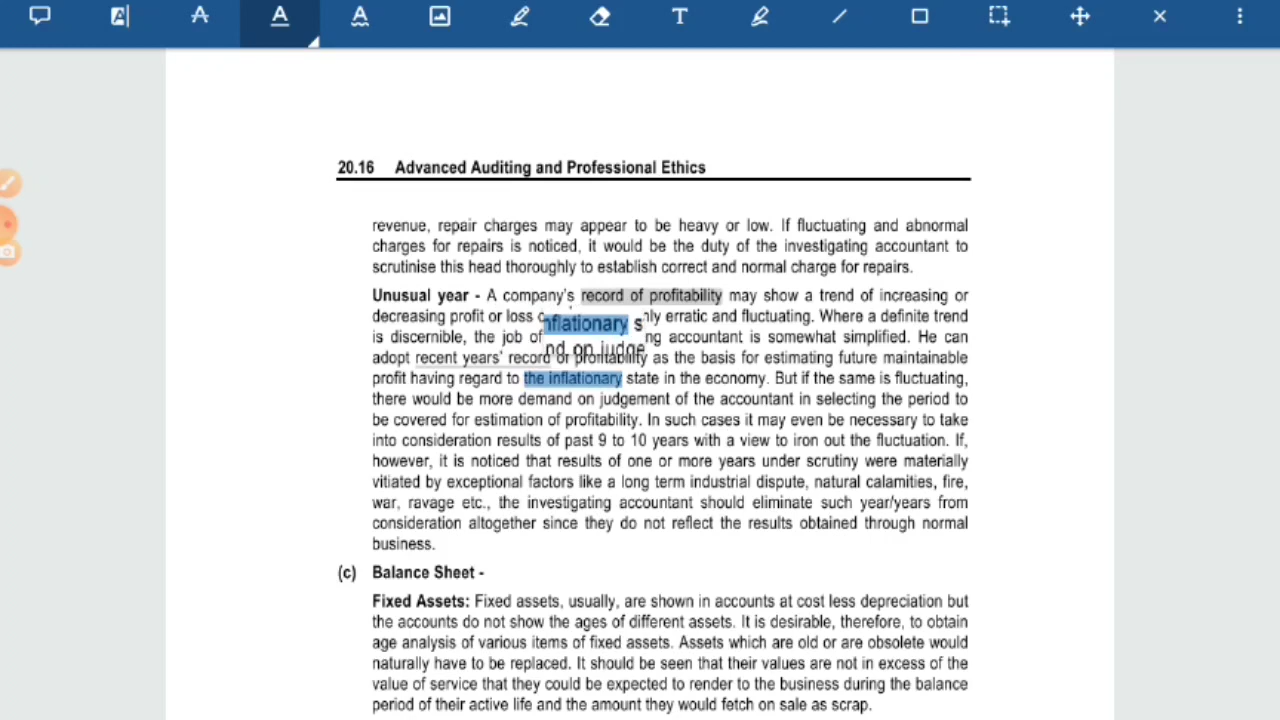 20.16 Advanced Auditing and Professional Ethics
revenue, repair charges may appear to be heavy or low. If fluctuating and abnormal
charges for repairs is noticed, it would be the duty of the investigating accountant to
scrutinise this head thoroughly to establish correct and normal charge for repairs.
Unusual year - A company's record of profitability may show a trend of increasing or
decreasing profit or loss erratic and fluctuating. Where a definite trend
nflationary s
is discernible, the job of accountant is somewhat simplified. He can
nd on judge
adopt recent years' record or profitability as the basis for estimating future maintainable
profit having regard to the inflationary state in the economy. But if the same is fluctuating,
there would be more demand on judgement of the accountant in selecting the period to
be covered for estimation of profitability. In such cases it may even be necessary to take
into consideration results of past 9 to 10 years with a view to iron out the fluctuation. If,
however, it is noticed that results of one or more years under scrutiny were materially
vitiated by exceptional factors like a long term industrial dispute, natural calamities, fire,
war, ravage etc., the investigating accountant should eliminate such year/years from
consideration altogether since they do not reflect the results obtained through normal
business.
(c) Balance Sheet -
Fixed Assets: Fixed assets, usually, are shown in accounts at cost less depreciation but
the accounts do not show the ages of different assets. It is desirable, therefore, to obtain
age analysis of various items of fixed assets. Assets which are old or are obsolete would
naturally have to be replaced. It should be seen that their values are not in excess of the
value of service that they could be expected to render to the business during the balance
period of their active life and the amount they would fetch on sale as scrap.